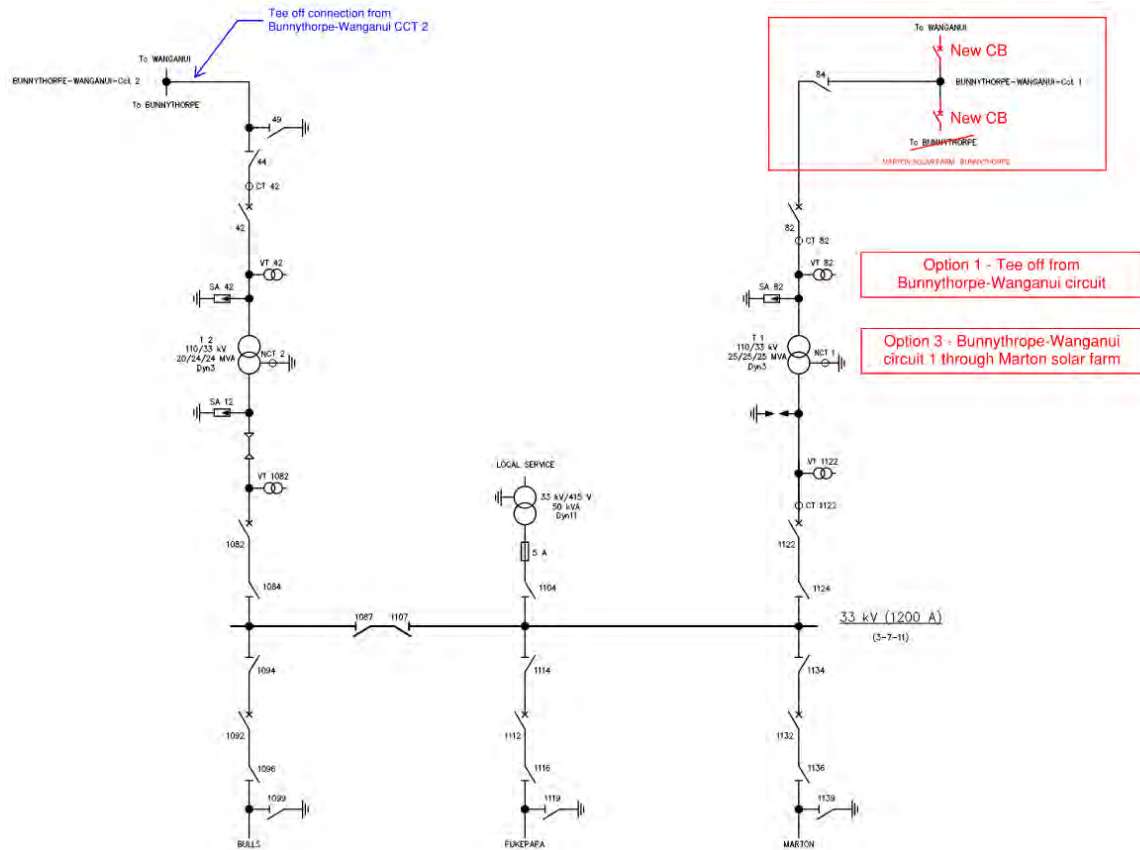 Tee off connection from
Bunnythorpe-Wanganui CCT 2
To WANGANUI
BUNNYTHORPE-WANGANUI-Cct. 2
To BUNNYTHORPE
49
44
CT 42
42
VT 42
SA 42
T 2
110/33 kV
20/24/24 MVA
Dyn3
NCT 2
SA 12
VT 1082
1082
1084
1087
1107
1094
1092
1096
1099
BULLS
LOCAL SERVICE
33 kV/415 V
50 kVA
Dyn11
5 A
1104
1114
1112
1116
1119
PUKEPAPA
To WANGANUI
New CB
84
BUNNYTHORPE-WANGANUI-Cct. 1
New CB
To BUNNYTHORPE
MARTON SOLAR FARM - BUNNYTHORPE
82
CT 82
VT 82
SA 82
T 1
110/33 kV
25/25/25 MVA
Dyn3
NCT 1
Option 1 - Tee off from
Bunnythorpe-Wanganui circuit
Option 3 - Bunnythrope-Wanganui
circuit 1 through Marton solar farm
VT 1122
CT 1122
1122
1124
33 kV (1200 A)
(3-7-11)
1134
1132
1136
1139
MARTON